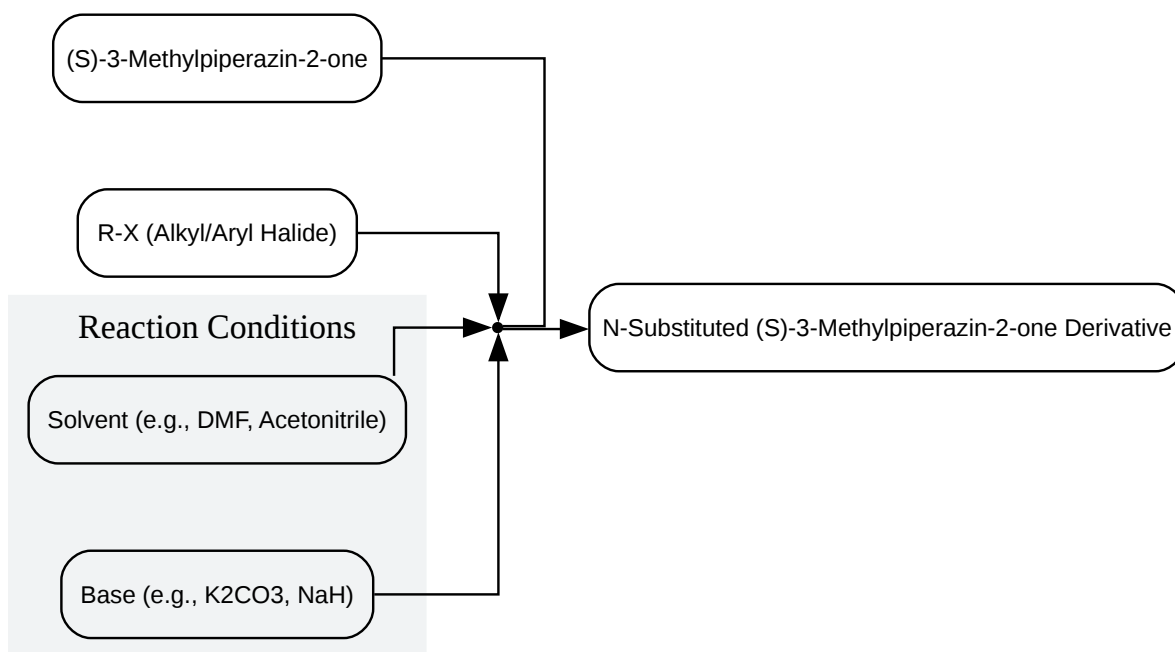 (S)-3-Methylpiperazin-2-one
R-X (Alkyl/Aryl Halide)
Reaction Conditions
N-Substituted (S)-3-Methylpiperazin-2-one Derivative
Solvent (e.g., DMF, Acetonitrile)
Base (e.g., K2CO3, NaH)